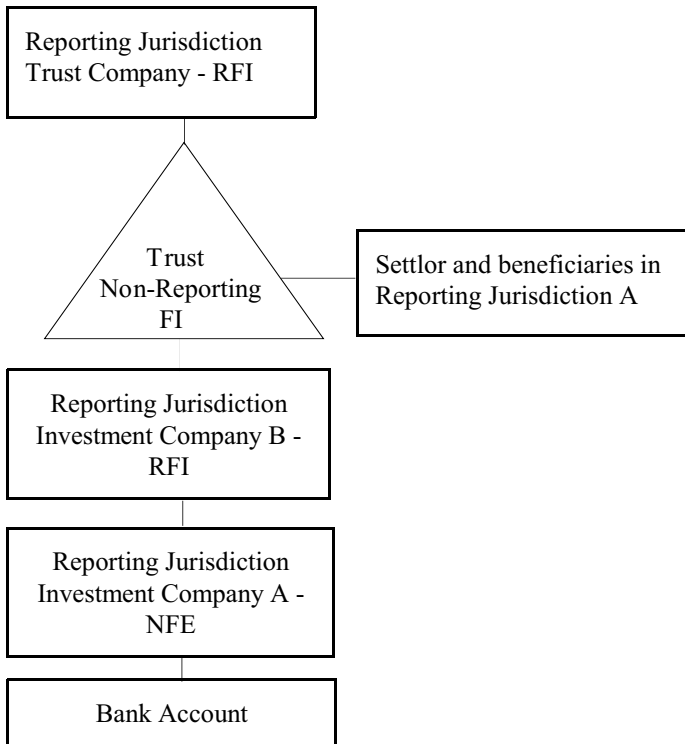 Reporting Jurisdiction
Trust Company - RFI
Trust
Non-Reporting
FI
Settlor and beneficiaries in
Reporting Jurisdiction A
Reporting Jurisdiction
Investment Company B -
RFI
Reporting Jurisdiction
Investment Company A -
NFE
Bank Account